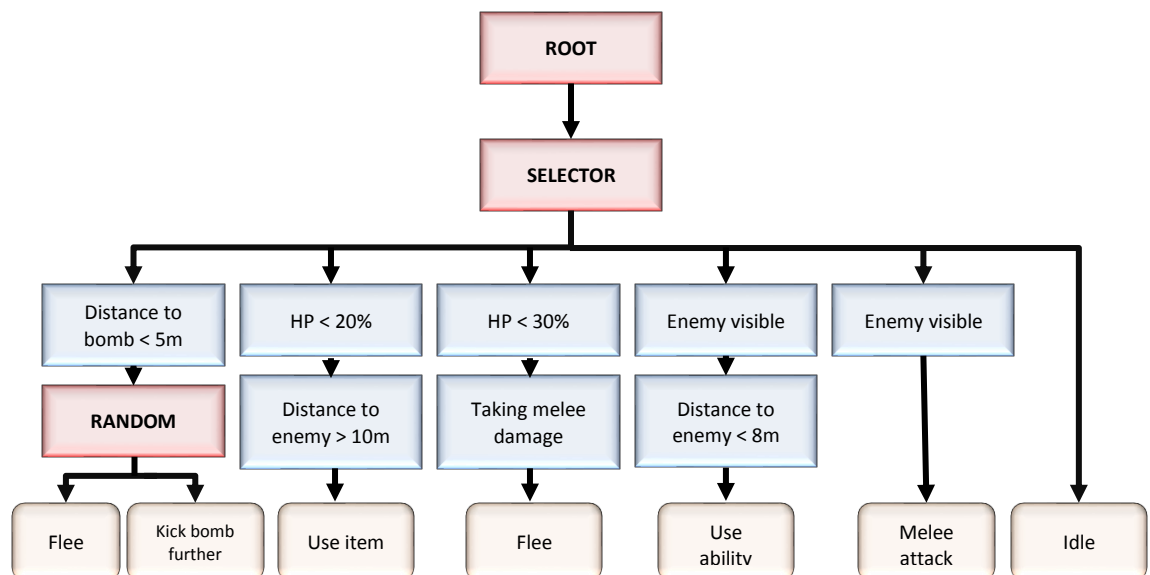 ROOT
SELECTOR
Distance to
bomb < 5m
HP < 20%
HP < 30%
Enemy visible
Enemy visible
RANDOM
Distance to
enemy > 10m
Taking melee
damage
Distance to
enemy < 8m
Flee
Kick bomb
further
Use item
Flee
Use
ability
Melee
attack
Idle